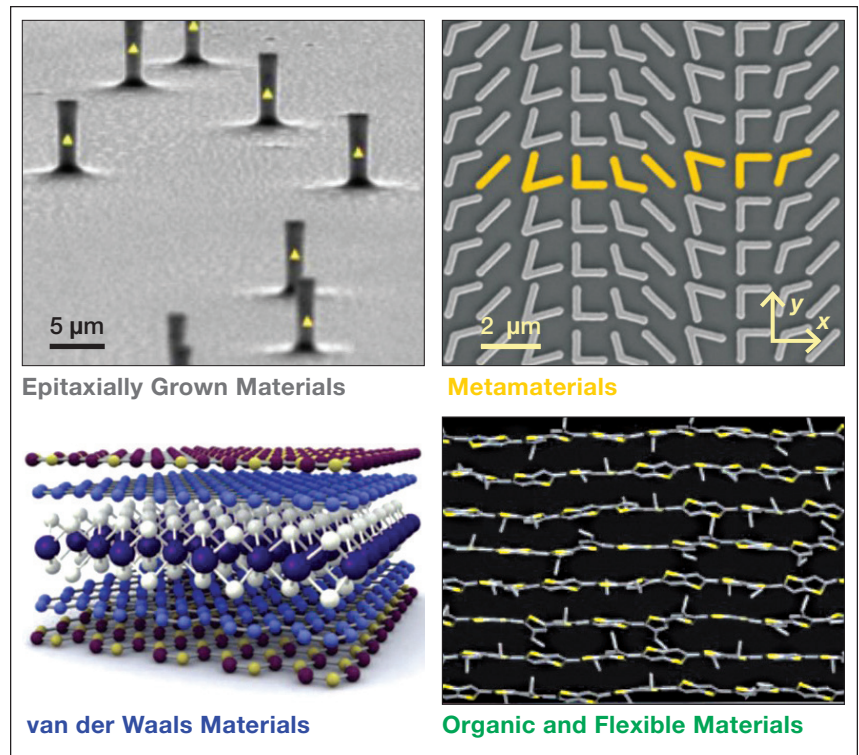 5 µm
2 µm
y
x
Epitaxially Grown Materials
Metamaterials
van der Waals Materials
Organic and Flexible Materials